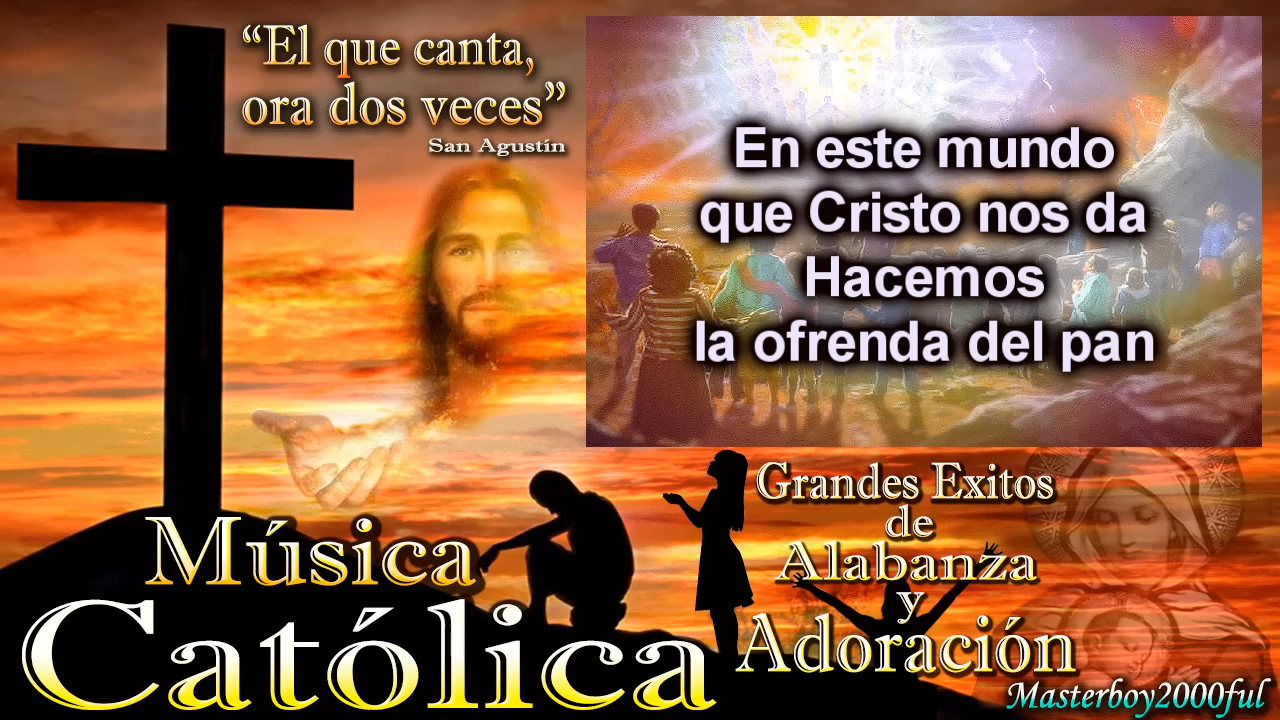 “El que canta,
ora dos veces”
San Agustín
En este mundo
que Cristo nos da
Hacemos
la ofrenda del pan
Música
Católica
Grandes Exitos
de
Alabanza
y
Adoración
Masterboy2000ful